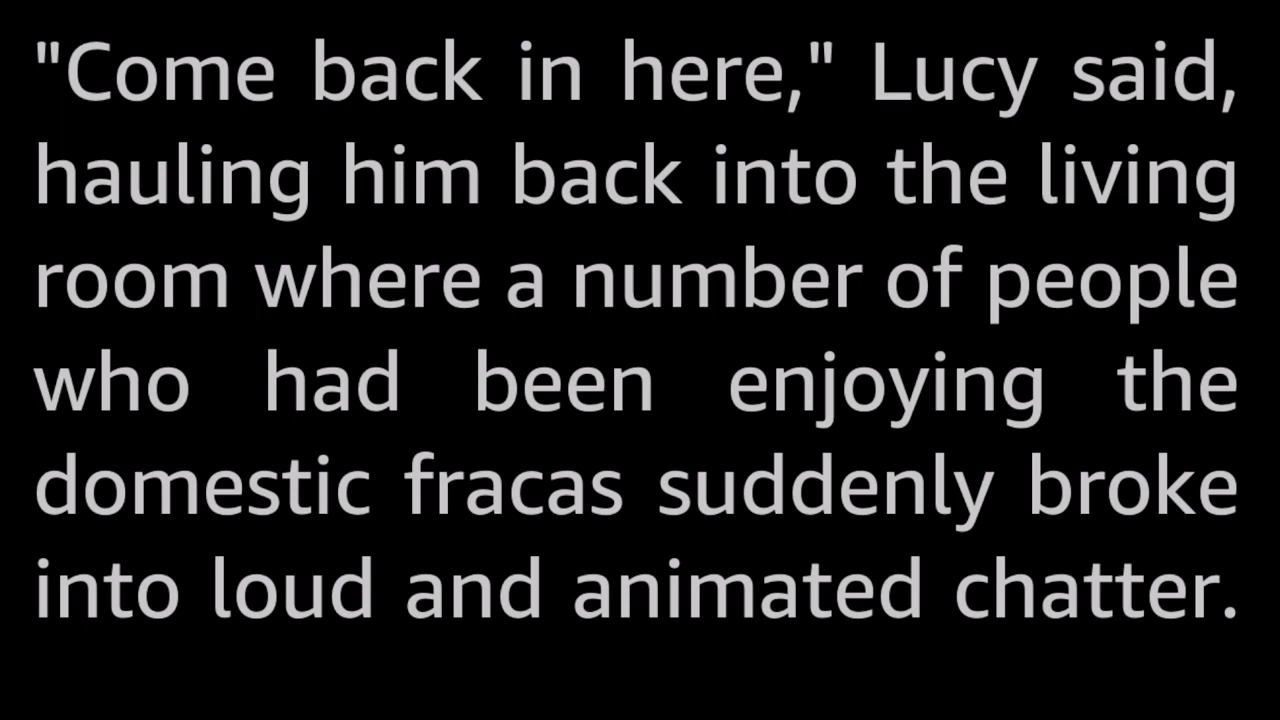 "Come back in here," Lucy said,
hauling him back into the living
room where a number of people
who had been enjoying the
domestic fracas suddenly broke
into loud and animated chatter.